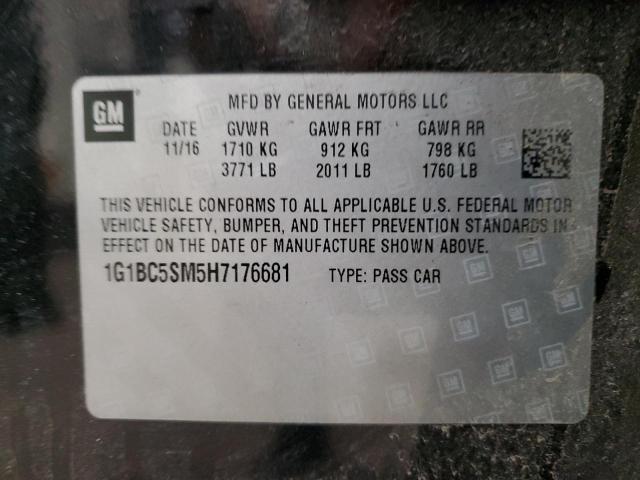 GM
MFD BY GENERAL MOTORS LLC
DATE GVWR GAWR FRT GAWR RR
11/16 1710 KG 912 KG 798 KG
3771 LB 2011 LB 1760 LB
THIS VEHICLE CONFORMS TO ALL APPLICABLE U.S. FEDERAL MOTOR
VEHICLE SAFETY, BUMPER, AND THEFT PREVENTION STANDARDS IN
EFFECT ON THE DATE OF MANUFACTURE SHOWN ABOVE.
1G1BC5SM5H7176681 TYPE: PASS CAR